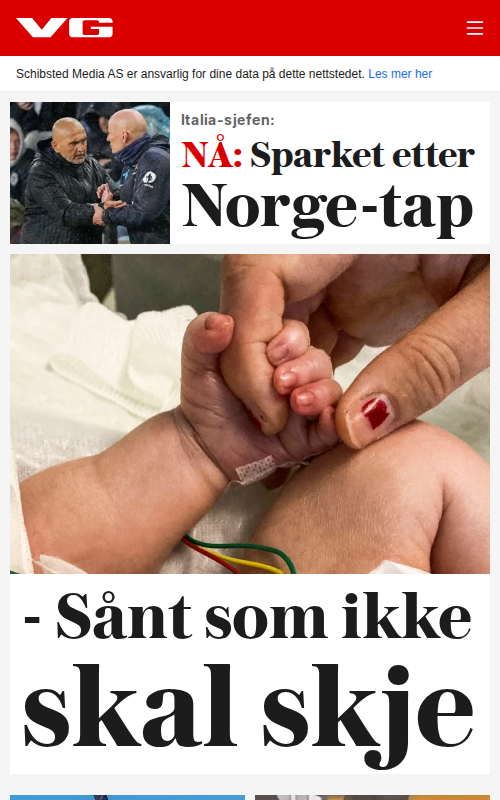 VG
Schibsted Media AS er ansvarlig for dine data på dette nettstedet. Les mer her
Italia-sjefen:
NÅ: Sparket etter
Norge-tap
- Sånt som ikke
skal skje